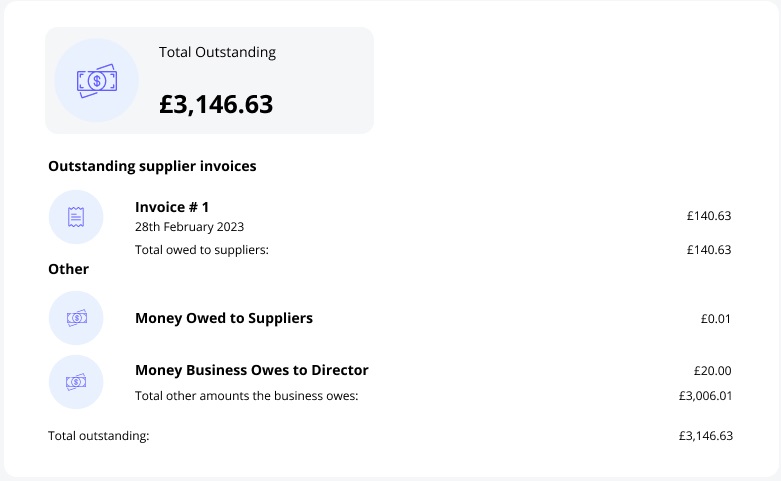 Total Outstanding
£3,146.63
Outstanding supplier invoices
Invoice # 1
£140.63
28th February 2023
Total owed to suppliers:
£140.63
Other
Money Owed to Suppliers
£0.01
Money Business Owes to Director
£20.00
Total other amounts the business owes:
£3,006.01
Total outstanding:
£3,146.63